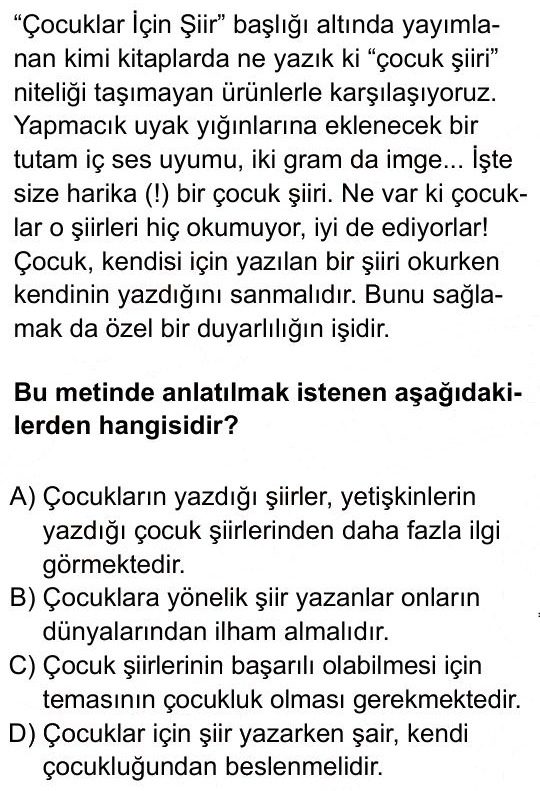 “Çocuklar İçin Şiir” başlığı altında yayımla-
nan kimi kitaplarda ne yazık ki “çocuk şiiri”
niteliği taşımayan ürünlerle karşılaşıyoruz.
Yapmacık uyak yığınlarına eklenecek bir
tutam iç ses uyumu, iki gram da imge... İşte
size harika (!) bir çocuk şiiri. Ne var ki çocuk-
lar o şiirleri hiç okumuyor, iyi de ediyorlar!
Çocuk, kendisi için yazılan bir şiiri okurken
kendinin yazdığını sanmalıdır. Bunu sağla-
mak da özel bir duyarlılığın işidir.
Bu metinde anlatılmak istenen aşağıdaki-
lerden hangisidir?
A) Çocukların yazdığı şiirler, yetişkinlerin
yazdığı çocuk şiirlerinden daha fazla ilgi
görmektedir.
B) Çocuklara yönelik şiir yazanlar onların
dünyalarından ilham almalıdır.
C) Çocuk şiirlerinin başarılı olabilmesi için
temasının çocukluk olması gerekmektedir.
D) Çocuklar için şiir yazarken şair, kendi
çocukluğundan beslenmelidir.